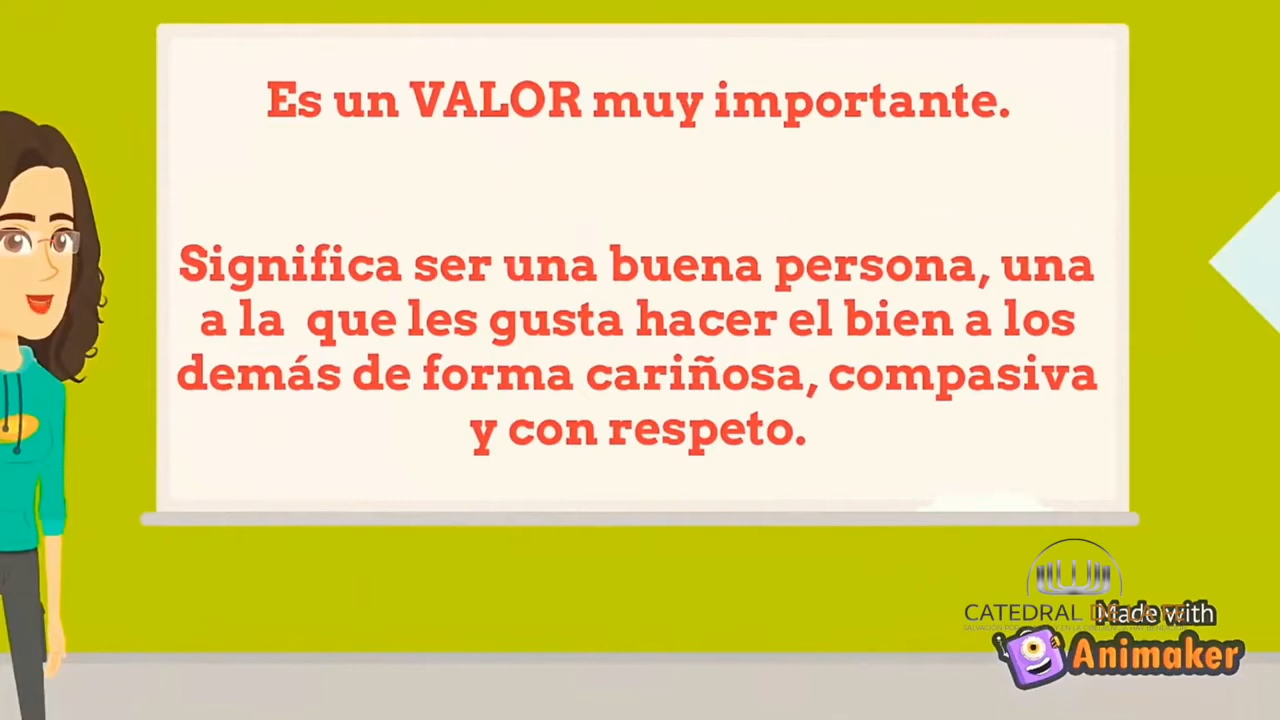 Es un VALOR muy importante.
Significa ser una buena persona, una
a la que les gusta hacer el bien a los
demás de forma cariñosa, compasiva
y con respeto.
CATEDRAL
Made with
Animaker